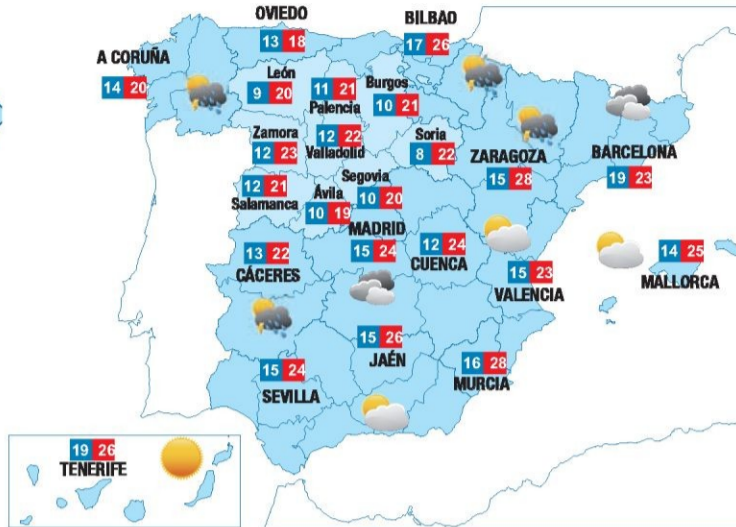 OVIEDO
13 18
BILBAO
17 26
A CORUÑA
14 20
León
9 20
11 21
Palencia
Burgos
10 21
Zamora
12 23
12 22
Valladolid
Soria
8 22
ZARAGOZA
15 28
BARCELONA
19 23
12 21
Salamanca
Ávila
10 19
Segovia
10 20
MADRID
15 24
12 24
CUENCA
13 22
CÁCERES
15 23
VALENCIA
14 25
MALLORCA
15 26
JAÉN
15 24
SEVILLA
16 28
MURCIA
19 26
TENERIFE